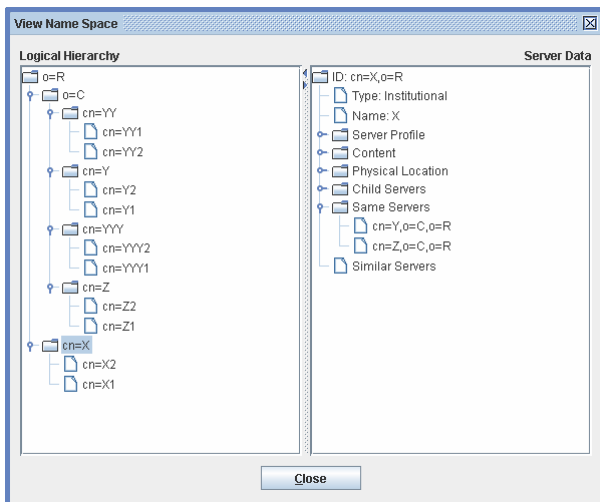 View Name Space
Logical Hierarchy
o=R
o=C
cn=YY
cn=YY1
cn=YY2
cn=Y
cn=Y2
cn=Y1
cn=YYY
cn=YYY2
cn=YYY1
cn=Z
cn=Z2
cn=Z1
cn=X
cn=X2
cn=X1
Server Data
ID: cn=X,o=R
Type: Institutional
Name: X
Server Profile
Content
Physical Location
Child Servers
Same Servers
cn=Y,o=C,o=R
cn=Z,o=C,o=R
Similar Servers
Close